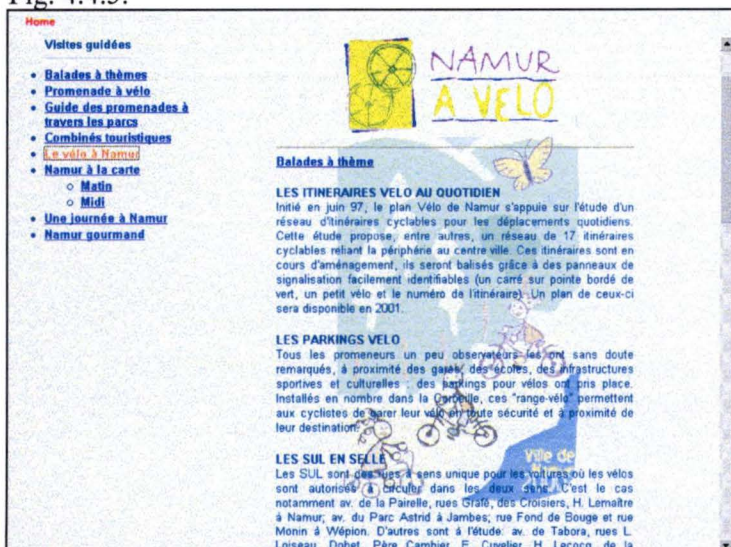 Fig. 4.4.5.
Home
Visites guidées
Balades à thèmes
Promenade à vélo
Guide des promenades à
travers les parcs
Combinés touristiques
Le vélo à Namur
Namur à la carte
Matin
Midi
Une journée à Namur
Namur gourmand
NAMUR
A VELO
Balades à thème
LES ITINERAIRES VELO AU QUOTIDIEN
Initié en juin 97, le plan Vélo de Namur s'appuie sur l'étude d'un
réseau d'itinéraires cyclables pour les déplacements quotidiens.
Cette étude propose, entre autres, un réseau de 17 itinéraires
cyclables reliant la périphérie au centre ville. Ces itinéraires sont en
cours d'aménagement, ils seront balisés grâce à des panneaux de
signalisation facilement identifiables (un carré sur pointe bordé de
vert, un petit vélo et le numéro de l'itinéraire). Un plan de ceux-ci
sera disponible en 2001.
LES PARKINGS VELO
Tous les promeneurs un peu observateurs les ont sans doute
remarqués, à proximité des gares, des écoles, des infrastructures
sportives et culturelles : des parkings pour vélos ont pris place.
Installés en nombre dans la Corbeille, ces "range-vélo" permettent
aux cyclistes de garer leur vélo en toute sécurité et à proximité de
leur destination.
LES SUL EN SELLE
Les SUL sont des rues à sens unique pour les voitures où les vélos
sont autorisés à circuler dans les deux sens. C'est le cas
notamment av. de la Pairelle, rues Grafé, des Croisiers, H. Lemaître
à Namur; av. du Parc Astrid à Jambes; rue Fond de Bouge et rue
Monin à Wépion. D'autres sont à l'étude: av. de Tabora, rues L.
Loiseau, Dohet, Père Cambier, E. Cuvelier, H. Lecocq, de la
Ville de